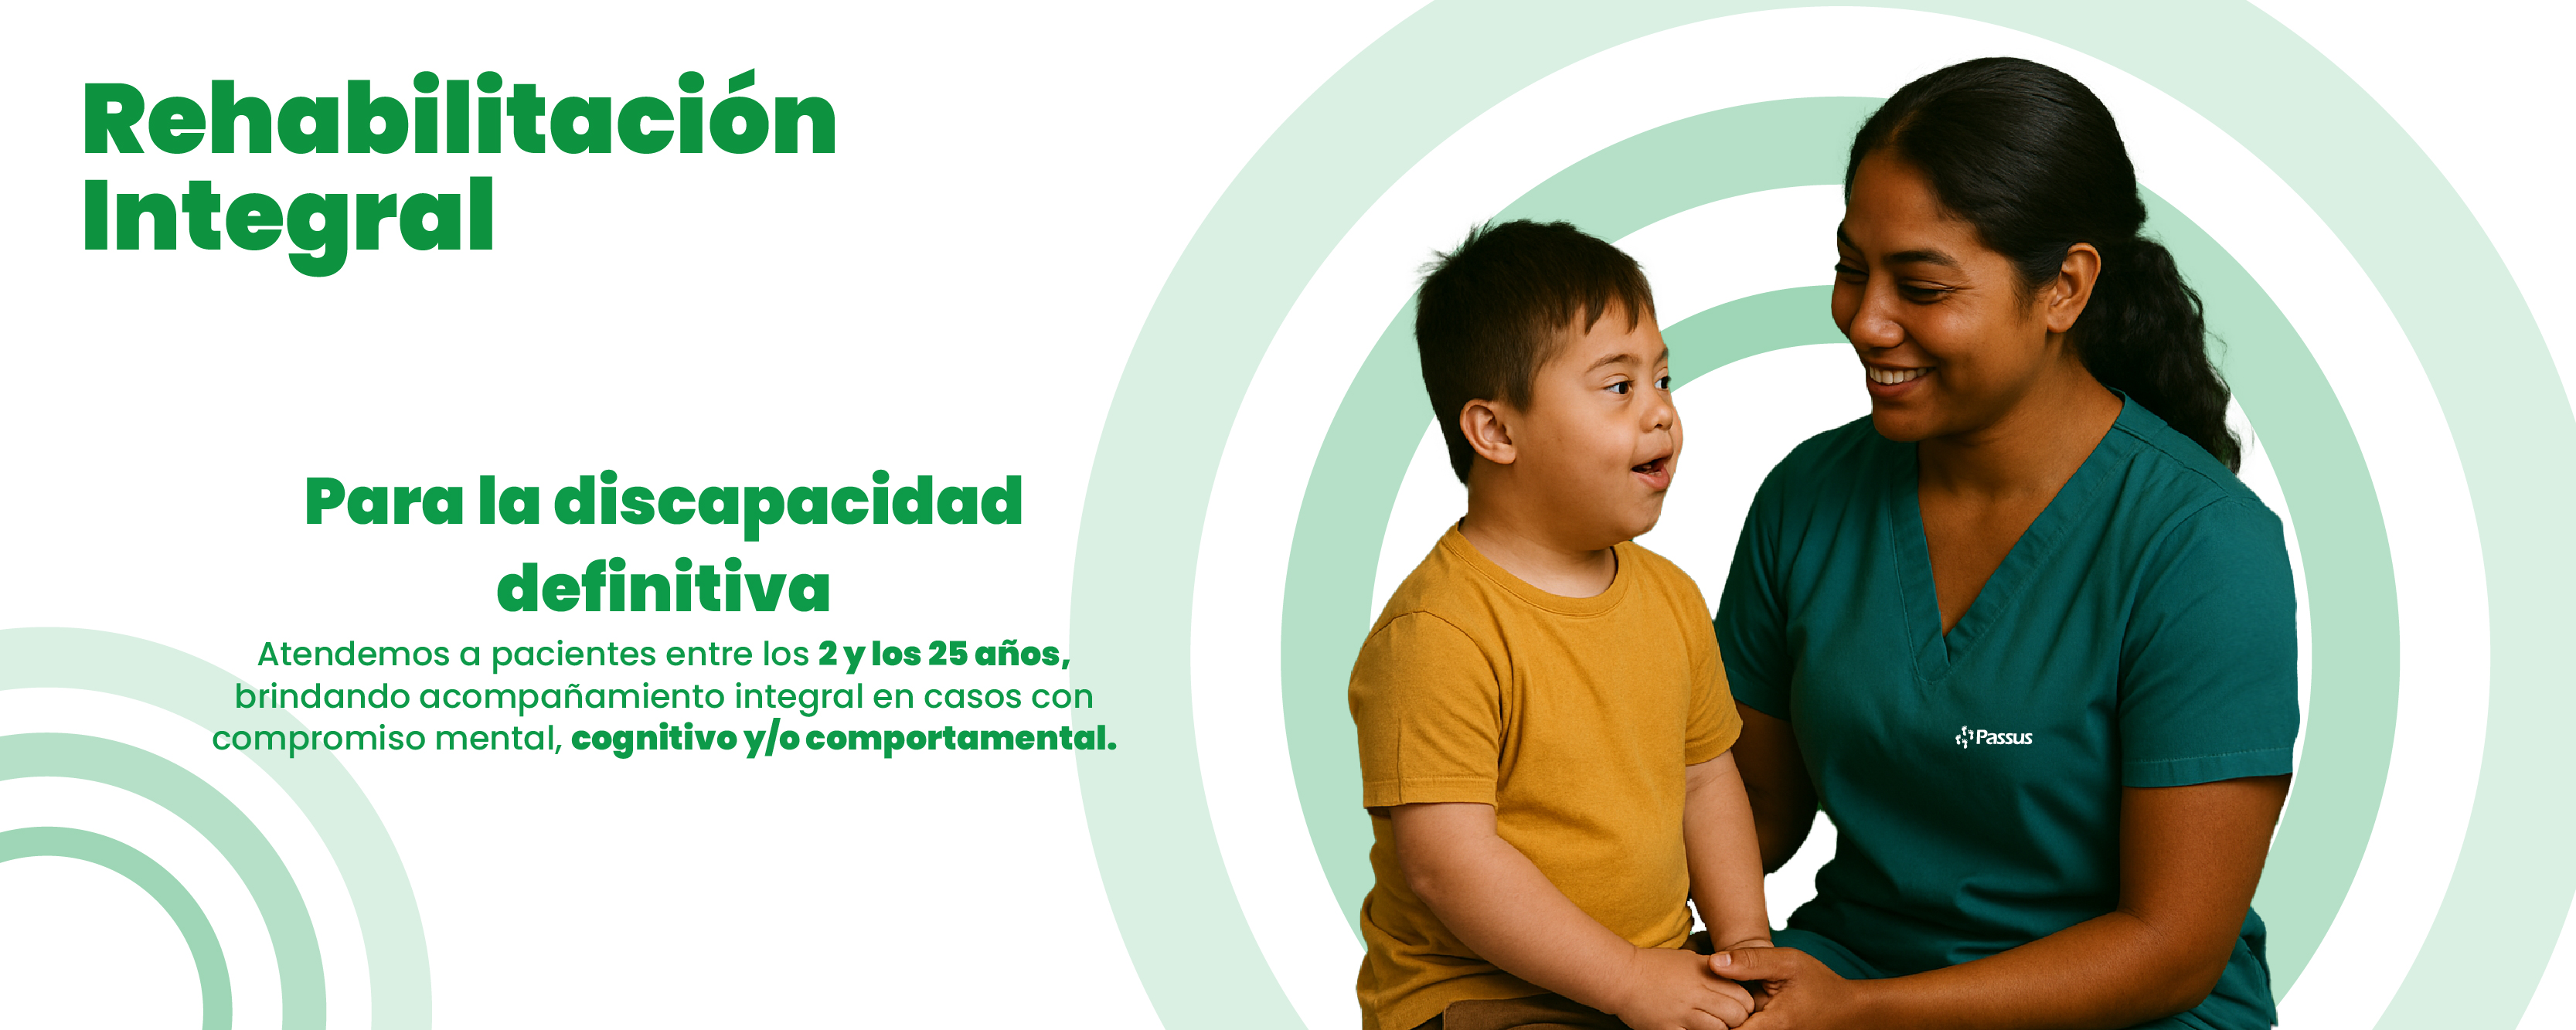 Rehabilitación
Integral
Para la discapacidad
definitiva
Atendemos a pacientes entre los 2 y los 25 años,
brindando acompañamiento integral en casos con
compromiso mental, cognitivo y/o comportamental.
Passus